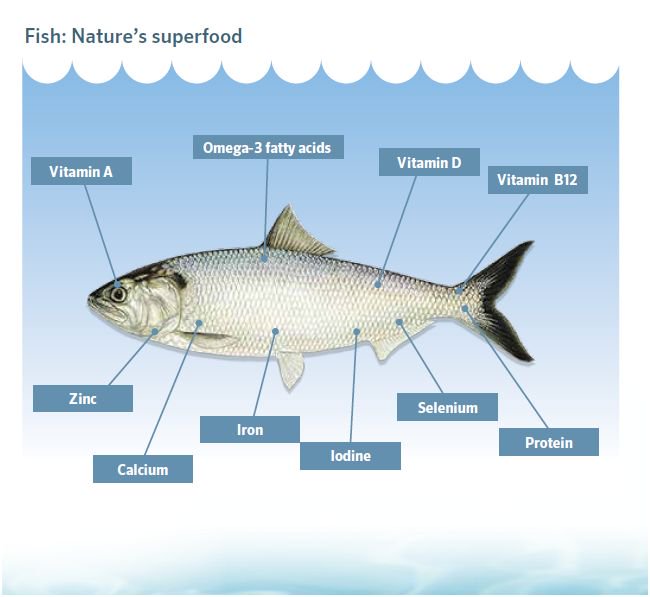 Fish: Nature’s superfood
Omega-3 fatty acids
Vitamin A
Vitamin D
Vitamin B12
Zinc
Selenium
Iron
Protein
Iodine
Calcium